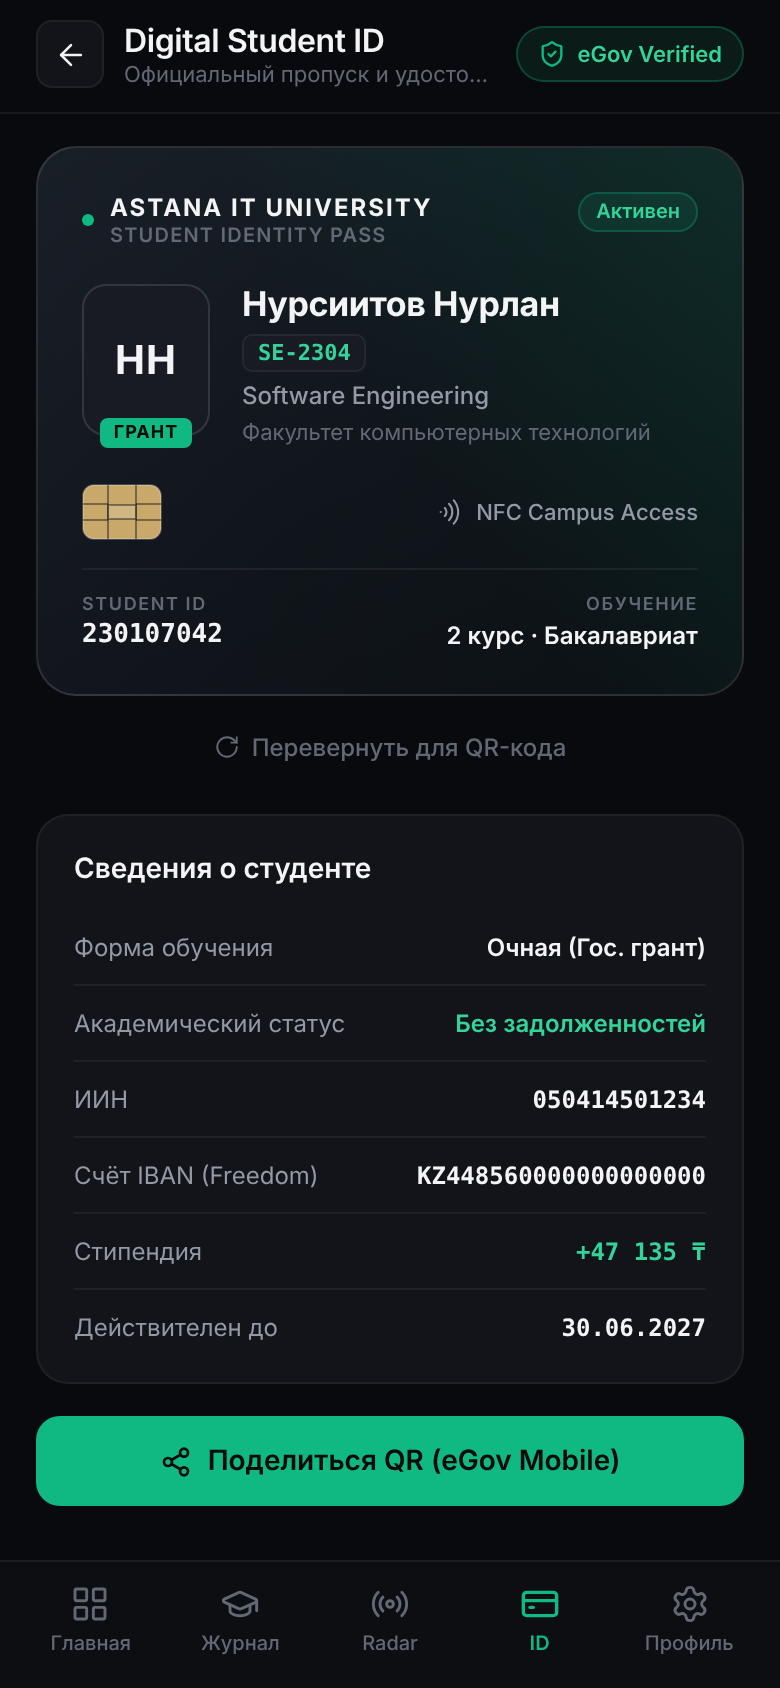 Digital Student ID
Официальный пропуск и удосто...
eGov Verified
ASTANA IT UNIVERSITY
STUDENT IDENTITY PASS
Активен
НН
ГРАНТ
Нурсиитов Нурлан
SE-2304
Software Engineering
Факультет компьютерных технологий
NFC Campus Access
STUDENT ID
230107042
ОБУЧЕНИЕ
2 курс · Бакалавриат
Перевернуть для QR-кода
Сведения о студенте
Форма обучения Очная (Гос. грант)
Академический статус Без задолженностей
ИИН 050414501234
Счёт IBAN (Freedom) KZ448560000000000000
Стипендия +47 135 ₸
Действителен до 30.06.2027
Поделиться QR (eGov Mobile)
Главная Журнал Radar ID Профиль